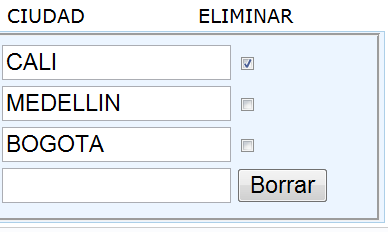 CIUDAD ELIMINAR
CALI
MEDELLIN
BOGOTA
Borrar